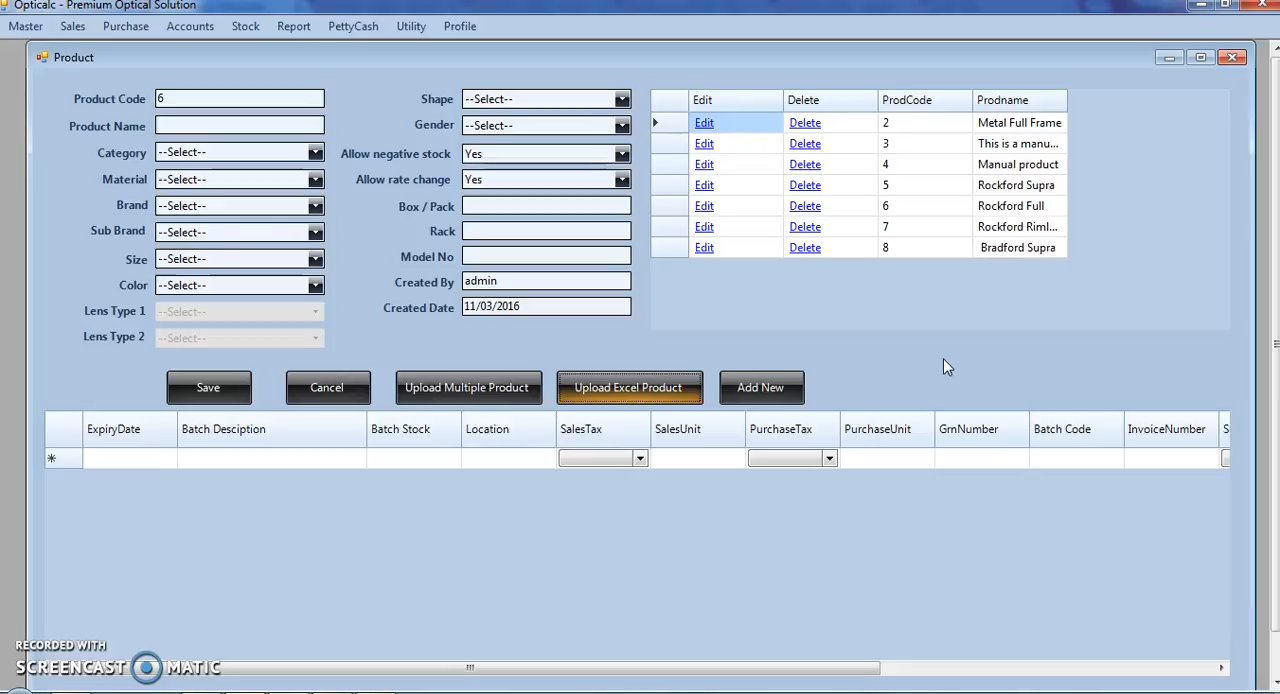 Opticalc - Premium Optical Solution
Master Sales Purchase Accounts Stock Report PettyCash Utility Profile
Product
Product Code 6
Product Name
Category --Select--
Material --Select--
Brand --Select--
Sub Brand --Select--
Size --Select--
Color --Select--
Lens Type 1 --Select--
Lens Type 2 --Select--
Shape --Select--
Gender --Select--
Allow negative stock Yes
Allow rate change Yes
Box / Pack
Rack
Model No
Created By admin
Created Date 11/03/2016
Edit Delete ProdCode Prodname
Edit Delete 2 Metal Full Frame
Edit Delete 3 This is a manu...
Edit Delete 4 Manual product
Edit Delete 5 Rockford Supra
Edit Delete 6 Rockford Full
Edit Delete 7 Rockford Riml...
Edit Delete 8 Bradford Supra
Save Cancel Upload Multiple Product Upload Excel Product Add New
ExpiryDate Batch Desciption Batch Stock Location SalesTax SalesUnit PurchaseTax PurchaseUnit GrnNumber Batch Code InvoiceNumber S
RECORDED WITH
SCREENCAST MATIC